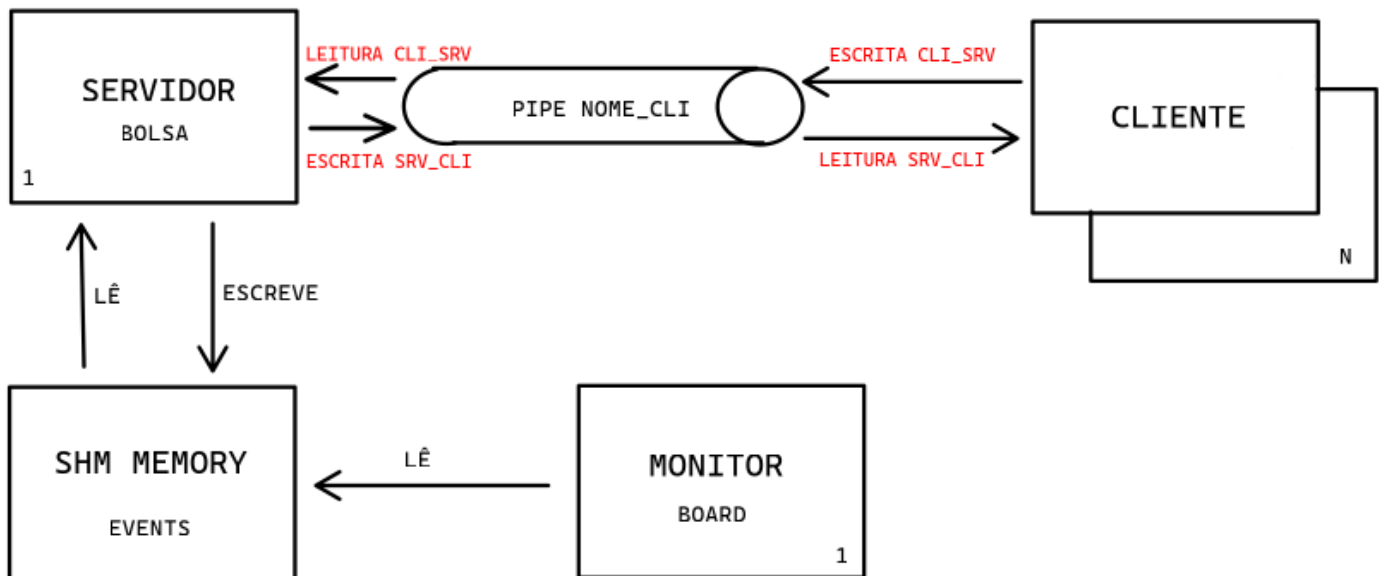 LEITURA CLI_SRV
ESCRITA CLI_SRV
SERVIDOR
BOLSA
1
PIPE NOME_CLI
CLIENTE
ESCRITA SRV_CLI
LEITURA SRV_CLI
N
LÊ
ESCREVE
SHM MEMORY
EVENTS
LÊ
MONITOR
BOARD
1